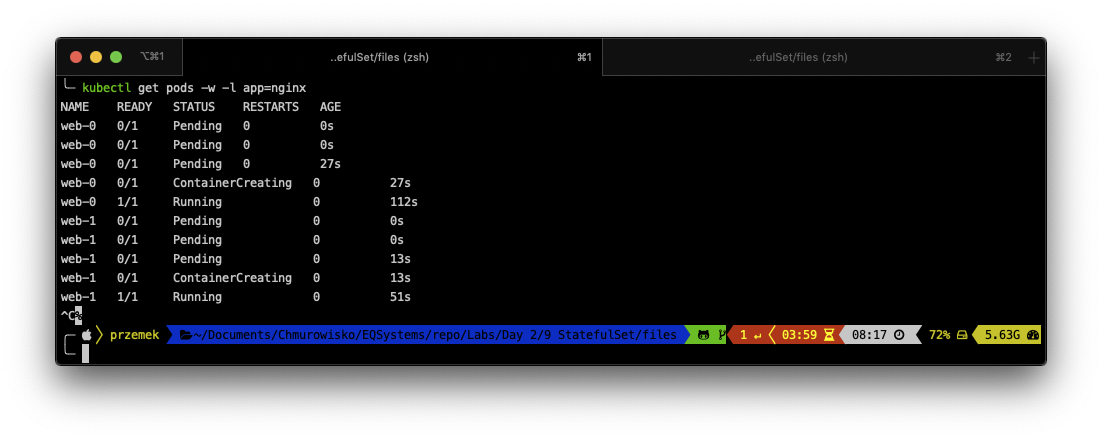 ⌥⌘1 ..efulSet/files (zsh) ⌘1 ..efulSet/files (zsh) ⌘2 +
kubectl get pods -w -l app=nginx
NAME READY STATUS RESTARTS AGE
web-0 0/1 Pending 0 0s
web-0 0/1 Pending 0 0s
web-0 0/1 Pending 0 27s
web-0 0/1 ContainerCreating 0 27s
web-0 1/1 Running 0 112s
web-1 0/1 Pending 0 0s
web-1 0/1 Pending 0 0s
web-1 0/1 Pending 0 13s
web-1 0/1 ContainerCreating 0 13s
web-1 1/1 Running 0 51s
^C%
przemek ~/Documents/Chmurowisko/EQSystems/repo/Labs/Day 2/9 StatefulSet/files 1 ↵ 03:59 08:17 72% 5.63G